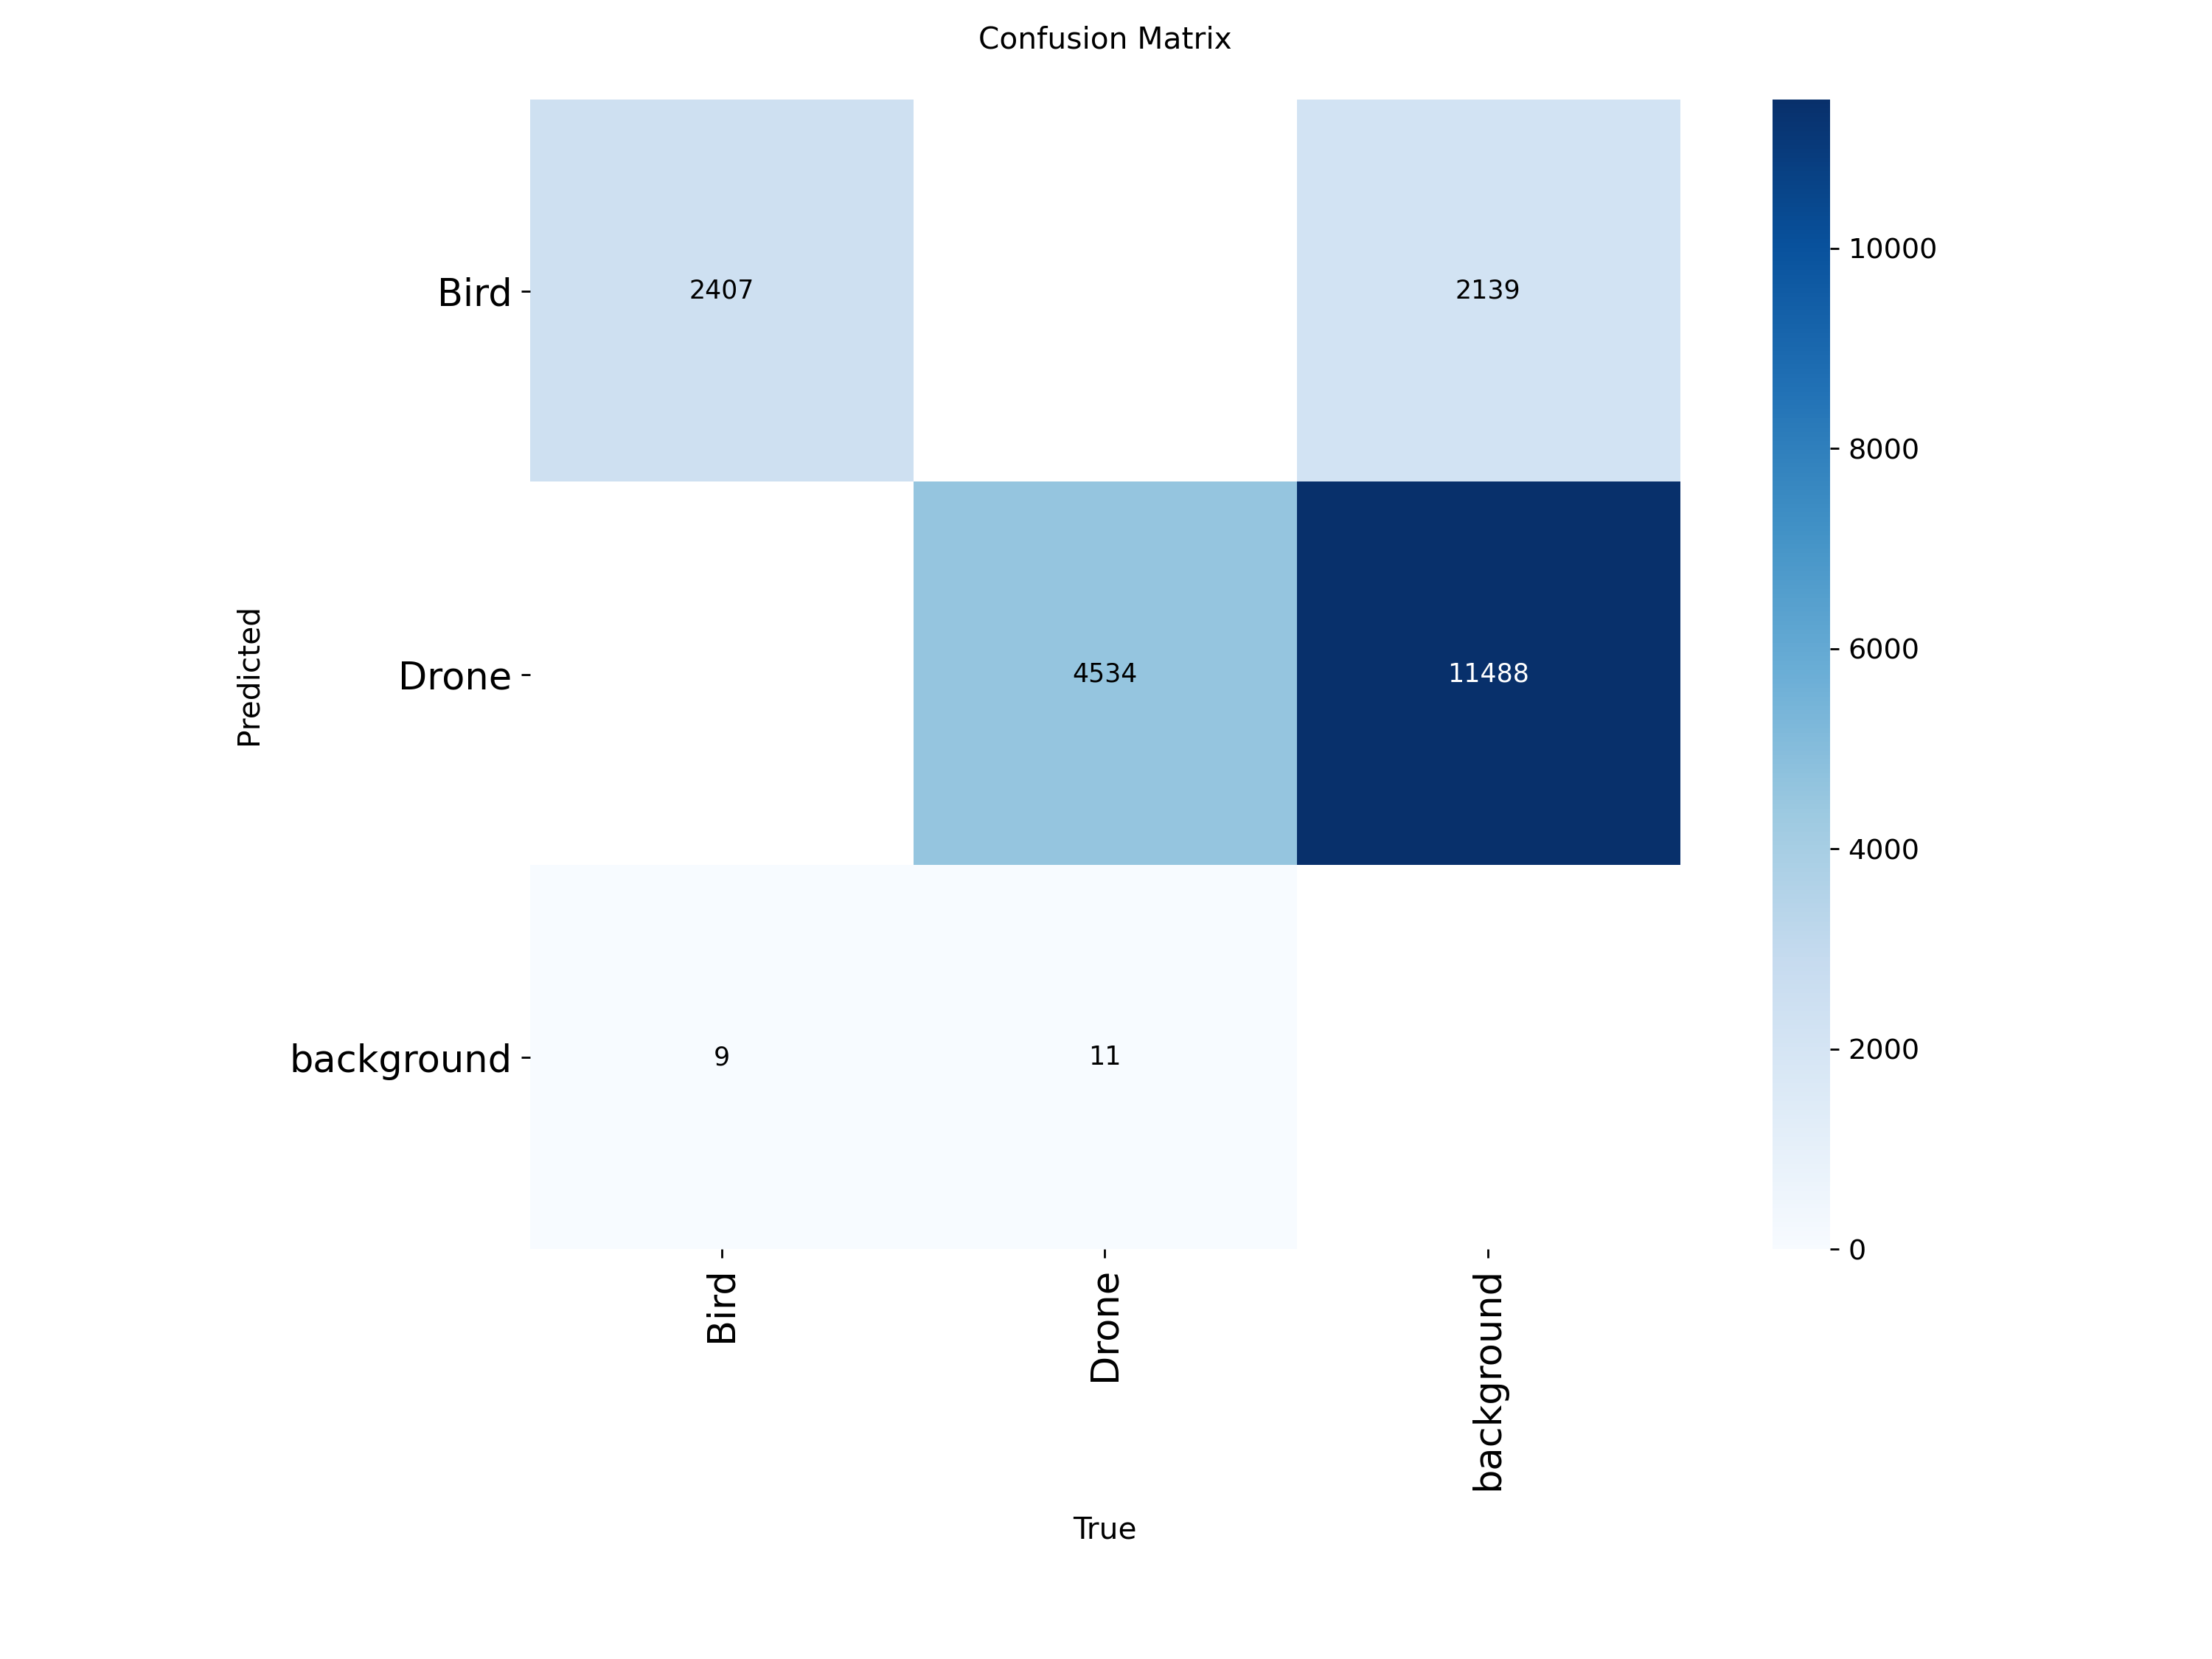 Confusion Matrix
Bird
2407
2139
10000
8000
Predicted
Drone
4534
11488
6000
4000
background
9
11
2000
0
Bird
Drone
background
True